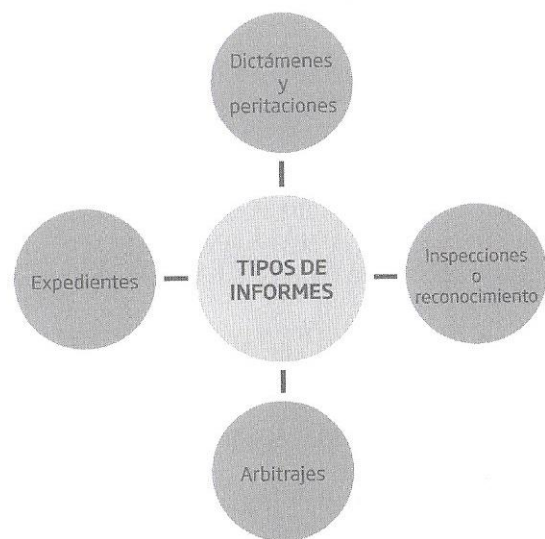 Dictámenes
y
peritaciones
Expedientes
TIPOS DE
INFORMES
Inspecciones
o
reconocimiento
Arbitrajes